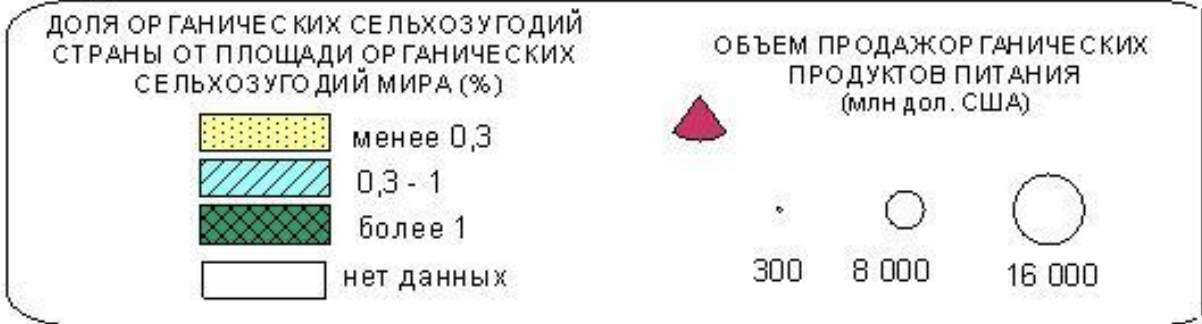 ДОЛЯ ОРГАНИЧЕСКИХ СЕЛЬХОЗУГОДИЙ
СТРАНЫ ОТ ПЛОЩАДИ ОРГАНИЧЕСКИХ
СЕЛЬХОЗУГОДИЙ МИРА (%)
менее 0,3
0,3 - 1
более 1
нет данных
ОБЪЕМ ПРОДАЖ ОРГАНИЧЕСКИХ
ПРОДУКТОВ ПИТАНИЯ
(млн дол. США)
300 8 000 16 000